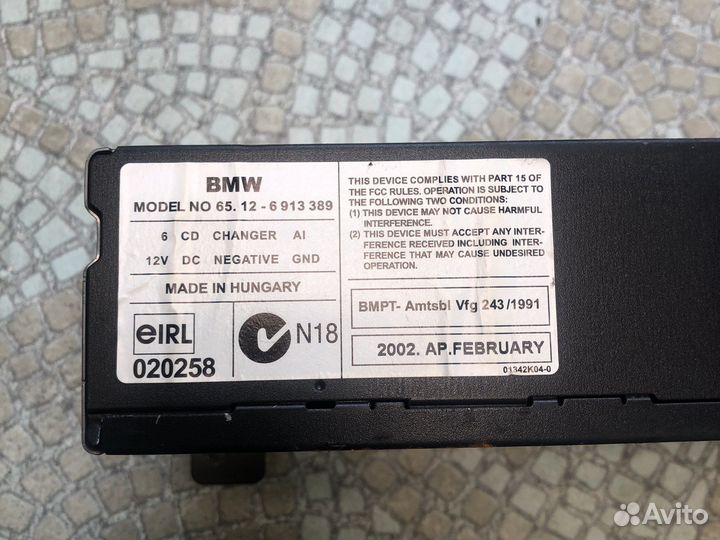 BMW
MODEL NO 65. 12 - 6 913 389
6 CD CHANGER AI
12V DC NEGATIVE GND
MADE IN HUNGARY
eIRL
020258
N18
THIS DEVICE COMPLIES WITH PART 15 OF
THE FCC RULES. OPERATION IS SUBJECT TO
THE FOLLOWING TWO CONDITIONS:
(1) THIS DEVICE MAY NOT CAUSE HARMFUL
INTERFERENCE.
(2) THIS DEVICE MUST ACCEPT ANY INTER-
FERENCE RECEIVED INCLUDING INTER-
FERENCE THAT MAY CAUSE UNDESIRED
OPERATION.
BMPT- Amtsbl Vfg 243/1991
2002. AP.FEBRUARY
01342K04-0
Avito